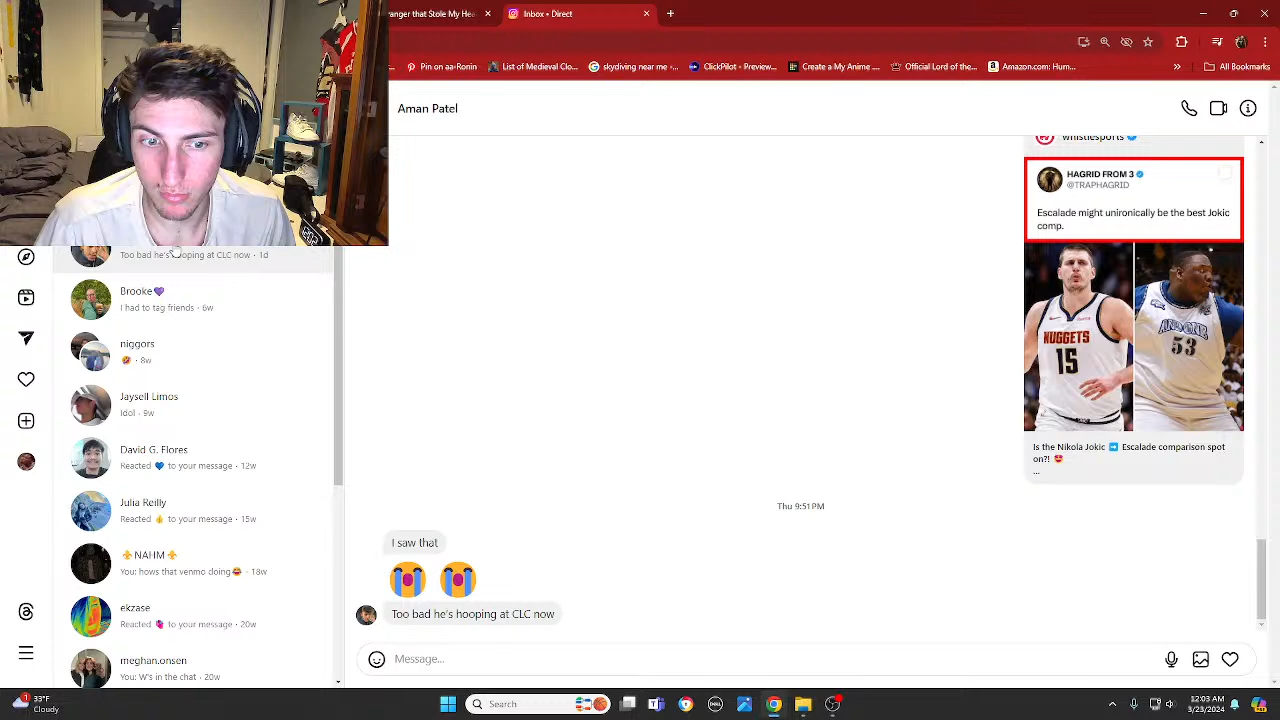 anger that Stole My Hea
Inbox • Direct
Pin on aa-Ronin
List of Medieval Clo...
skydiving near me -...
ClickPilot • Preview...
Create a My Anime ...
Official Lord of the...
Amazon.com: Hum...
All Bookmarks
Aman Patel
whistlesports
HAGRID FROM 3
@TRAPHAGRID
Escalade might unironically be the best Jokic
comp.
NUGGETS
15
ANDORRE
53
Is the Nikola Jokic ➡️ Escalade comparison spot
on?! 🤩
...
Thu 9:51 PM
I saw that
😭 😭
Too bad he's hooping at CLC now
Message...
Too bad he's hooping at CLC now · 1d
Brooke💜
I had to tag friends · 6w
niggors
🤣 · 8w
Jaysell Limos
Idol · 9w
David G. Flores
Reacted 💙 to your message · 12w
Julia Reilly
Reacted 👍 to your message · 15w
⚜️NAHM⚜️
You: hows that venmo doing😂 · 18w
ekzase
Reacted to your message · 20w
meghan.onsen
You: W's in the chat · 20w
1
33°F
Cloudy
Search
12:03 AM
3/22/2024